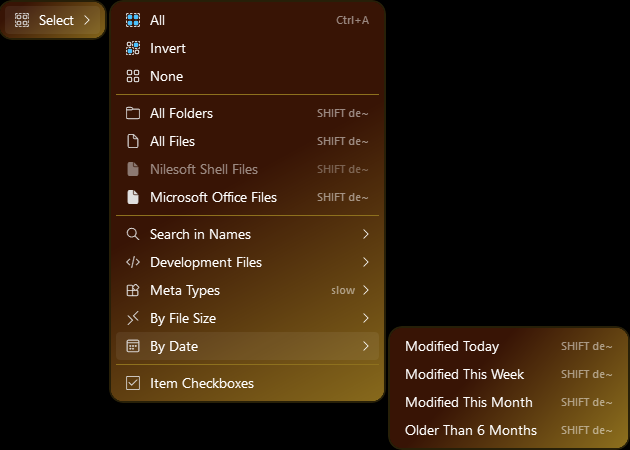 Select
All Ctrl+A
Invert
None
All Folders SHIFT de~
All Files SHIFT de~
Nilesoft Shell Files SHIFT de~
Microsoft Office Files SHIFT de~
Search in Names
Development Files
Meta Types slow
By File Size
By Date
Item Checkboxes
Modified Today SHIFT de~
Modified This Week SHIFT de~
Modified This Month SHIFT de~
Older Than 6 Months SHIFT de~